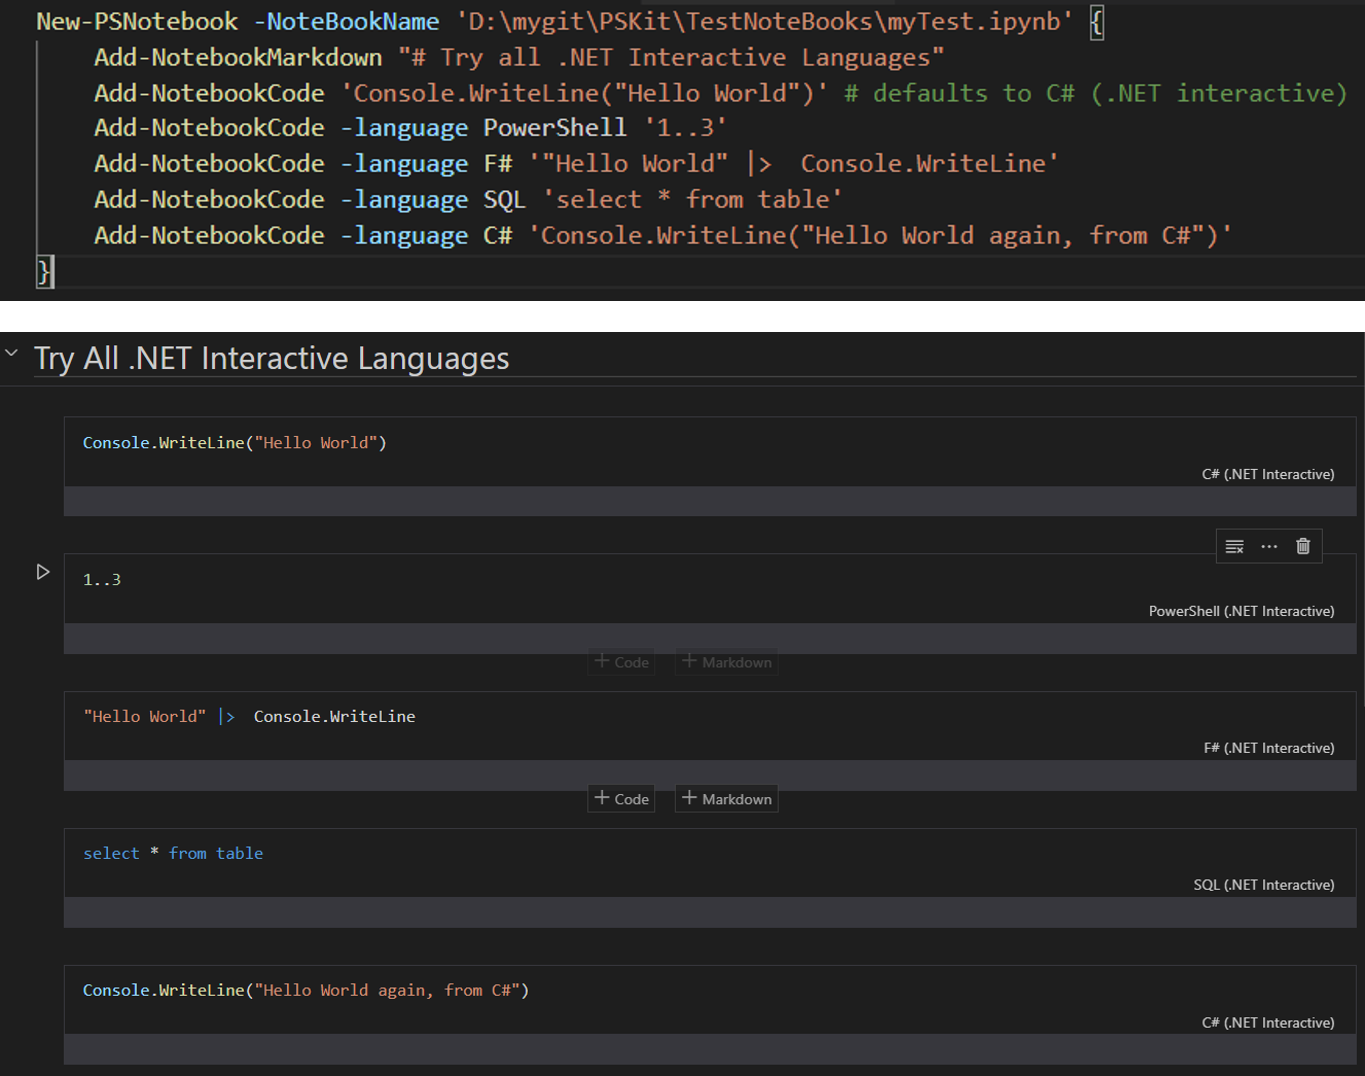 New-PSNotebook -NoteBookName 'D:\mygit\PSKit\TestNoteBooks\myTest.ipynb' {
    Add-NotebookMarkdown "# Try all .NET Interactive Languages"
    Add-NotebookCode 'Console.WriteLine("Hello World")' # defaults to C# (.NET interactive)
    Add-NotebookCode -language PowerShell '1..3'
    Add-NotebookCode -language F# '"Hello World" |>  Console.WriteLine'
    Add-NotebookCode -language SQL 'select * from table'
    Add-NotebookCode -language C# 'Console.WriteLine("Hello World again, from C#")'
}
Try All .NET Interactive Languages
Console.WriteLine("Hello World")
C# (.NET Interactive)
1..3
PowerShell (.NET Interactive)
+ Code + Markdown
"Hello World" |>  Console.WriteLine
F# (.NET Interactive)
+ Code + Markdown
select * from table
SQL (.NET Interactive)
Console.WriteLine("Hello World again, from C#")
C# (.NET Interactive)